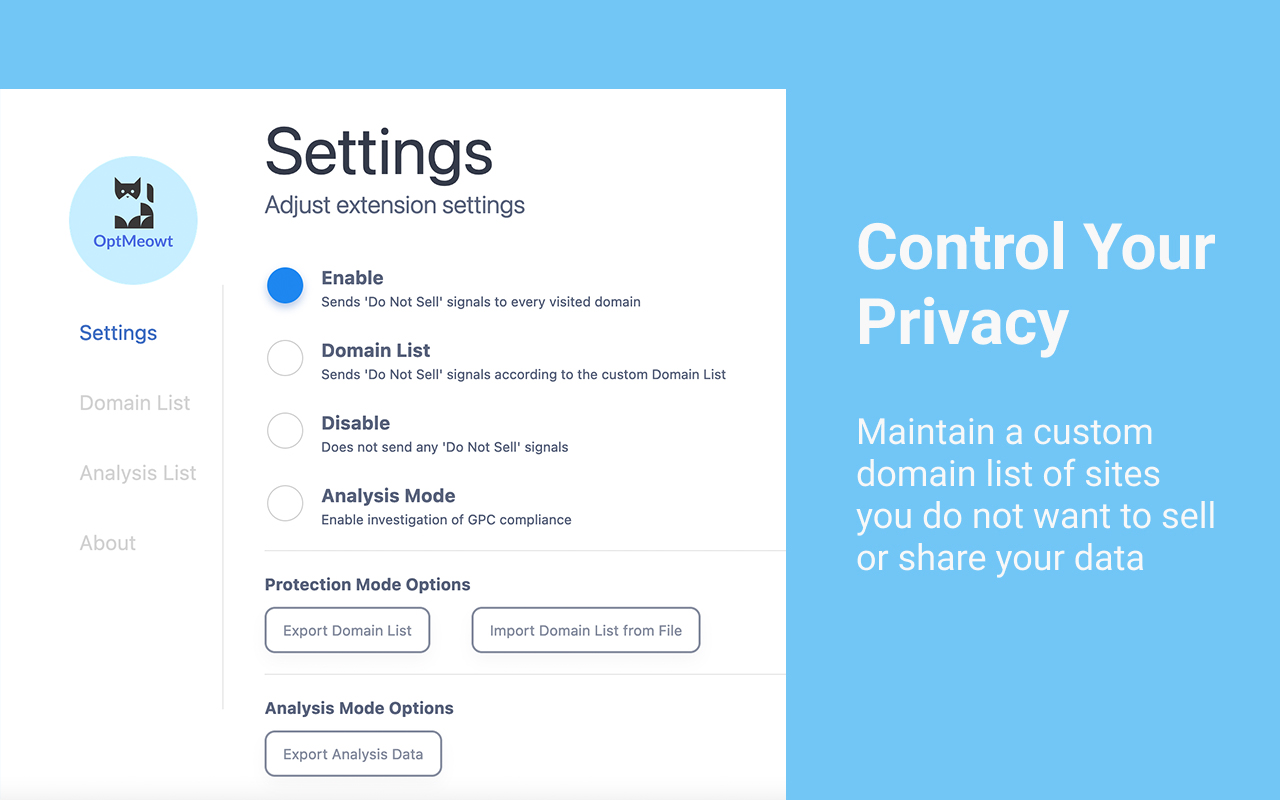 OptMeowt
Settings
Domain List
Analysis List
About
Settings
Adjust extension settings
Enable
Sends 'Do Not Sell' signals to every visited domain
Domain List
Sends 'Do Not Sell' signals according to the custom Domain List
Disable
Does not send any 'Do Not Sell' signals
Analysis Mode
Enable investigation of GPC compliance
Protection Mode Options
Export Domain List
Import Domain List from File
Analysis Mode Options
Export Analysis Data
Control Your
Privacy
Maintain a custom
domain list of sites
you do not want to sell
or share your data